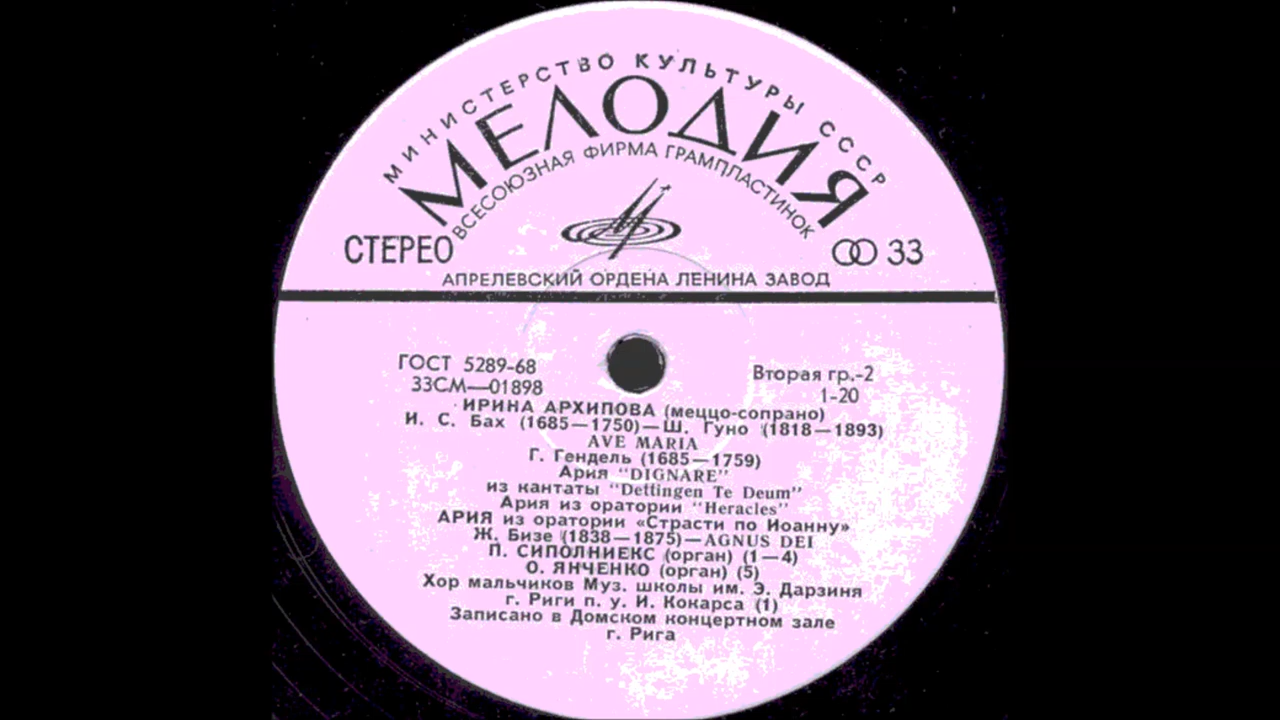 МИНИСТЕРСТВО КУЛЬТУРЫ СССР
МЕЛОДИЯ
ВСЕСОЮЗНАЯ ФИРМА ГРАМПЛАСТИНОК
СТЕРЕО
33
АПРЕЛЕВСКИЙ ОРДЕНА ЛЕНИНА ЗАВОД
ГОСТ 5289-68
Вторая гр.-2
33СМ—01898
1-20
ИРИНА АРХИПОВА (меццо-сопрано)
И. С. Бах (1685—1750)—Ш. Гуно (1818—1893)
AVE MARIA
Г. Гендель (1685—1759)
Ария "DIGNARE"
из кантаты "Dettingen Te Deum"
Ария из оратории "Heracles"
АРИЯ из оратории «Страсти по Иоанну»
Ж. Бизе (1838—1875)—AGNUS DEI
П. СИПОЛНИЕКС (орган) (1—4)
О. ЯНЧЕНКО (орган) (5)
Хор мальчиков Муз. школы им. Э. Дарзиня
г. Риги п. у. И. Кокарса (1)
Записано в Домском концертном зале
г. Рига